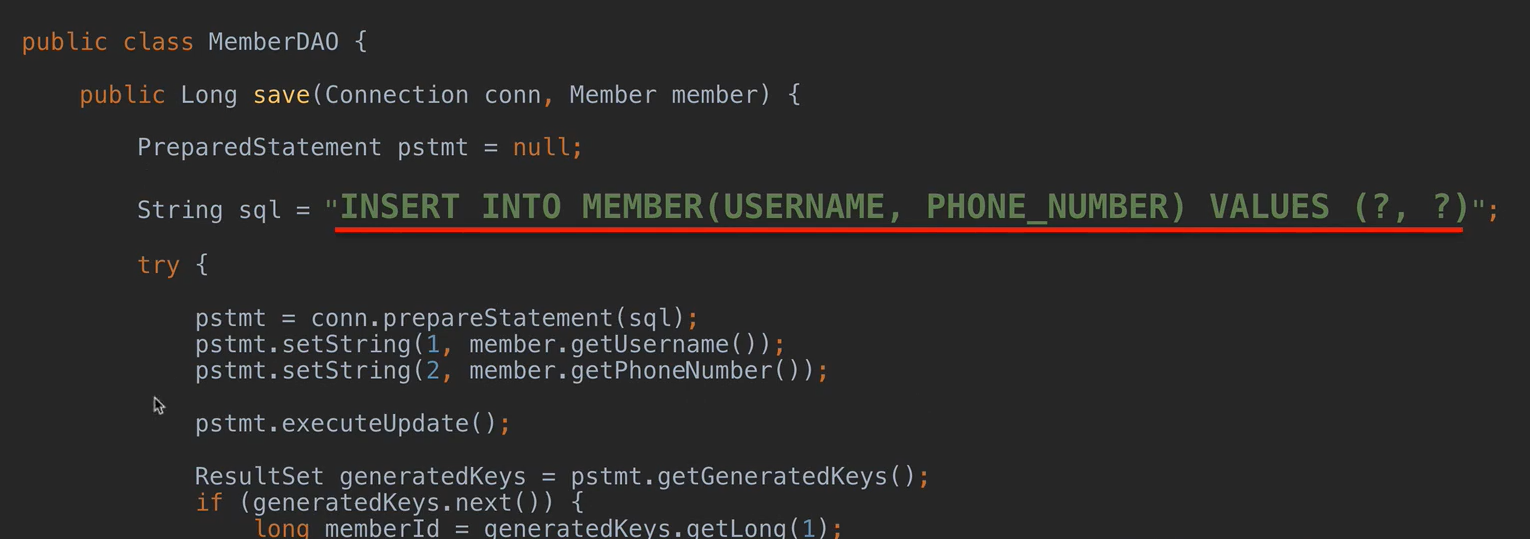 public class MemberDAO {
public Long save(Connection conn, Member member) {
PreparedStatement pstmt = null;
String sql = "INSERT INTO MEMBER(USERNAME, PHONE_NUMBER) VALUES (?, ?)";
try {
pstmt = conn.prepareStatement(sql);
pstmt.setString(1, member.getUsername());
pstmt.setString(2, member.getPhoneNumber());
pstmt.executeUpdate();
ResultSet generatedKeys = pstmt.getGeneratedKeys();
if (generatedKeys.next()) {
long memberId = generatedKeys.getLong(1);